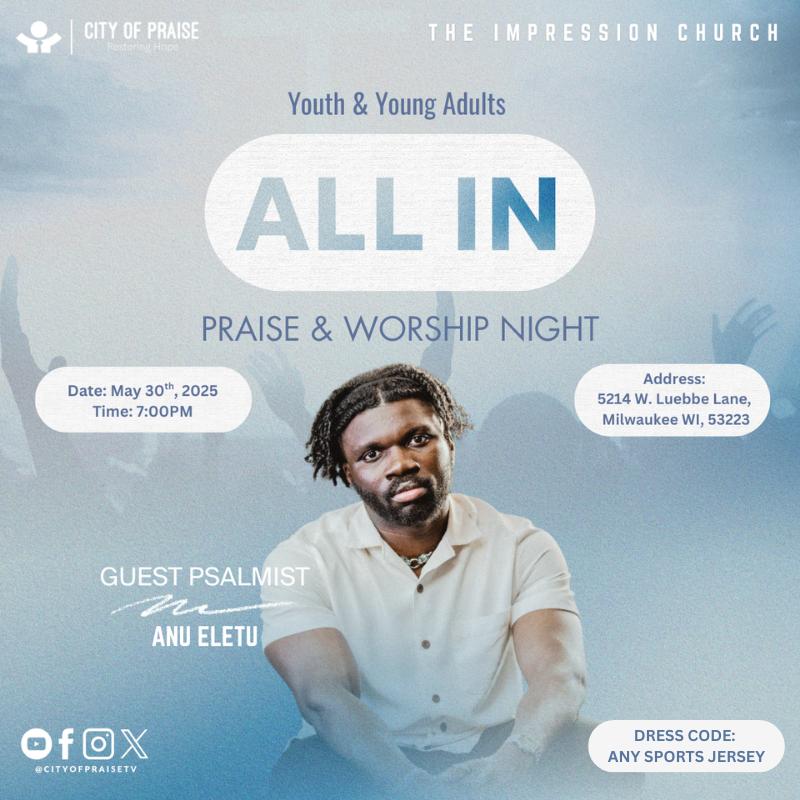 CITY OF PRAISE
Restoring Hope
THE IMPRESSION CHURCH
Youth & Young Adults
ALL IN
PRAISE & WORSHIP NIGHT
Date: May 30th, 2025
Time: 7:00PM
Address:
5214 W. Luebbe Lane,
Milwaukee WI, 53223
GUEST PSALMIST
ANU ELETU
@CITYOFPRAISETV
DRESS CODE:
ANY SPORTS JERSEY